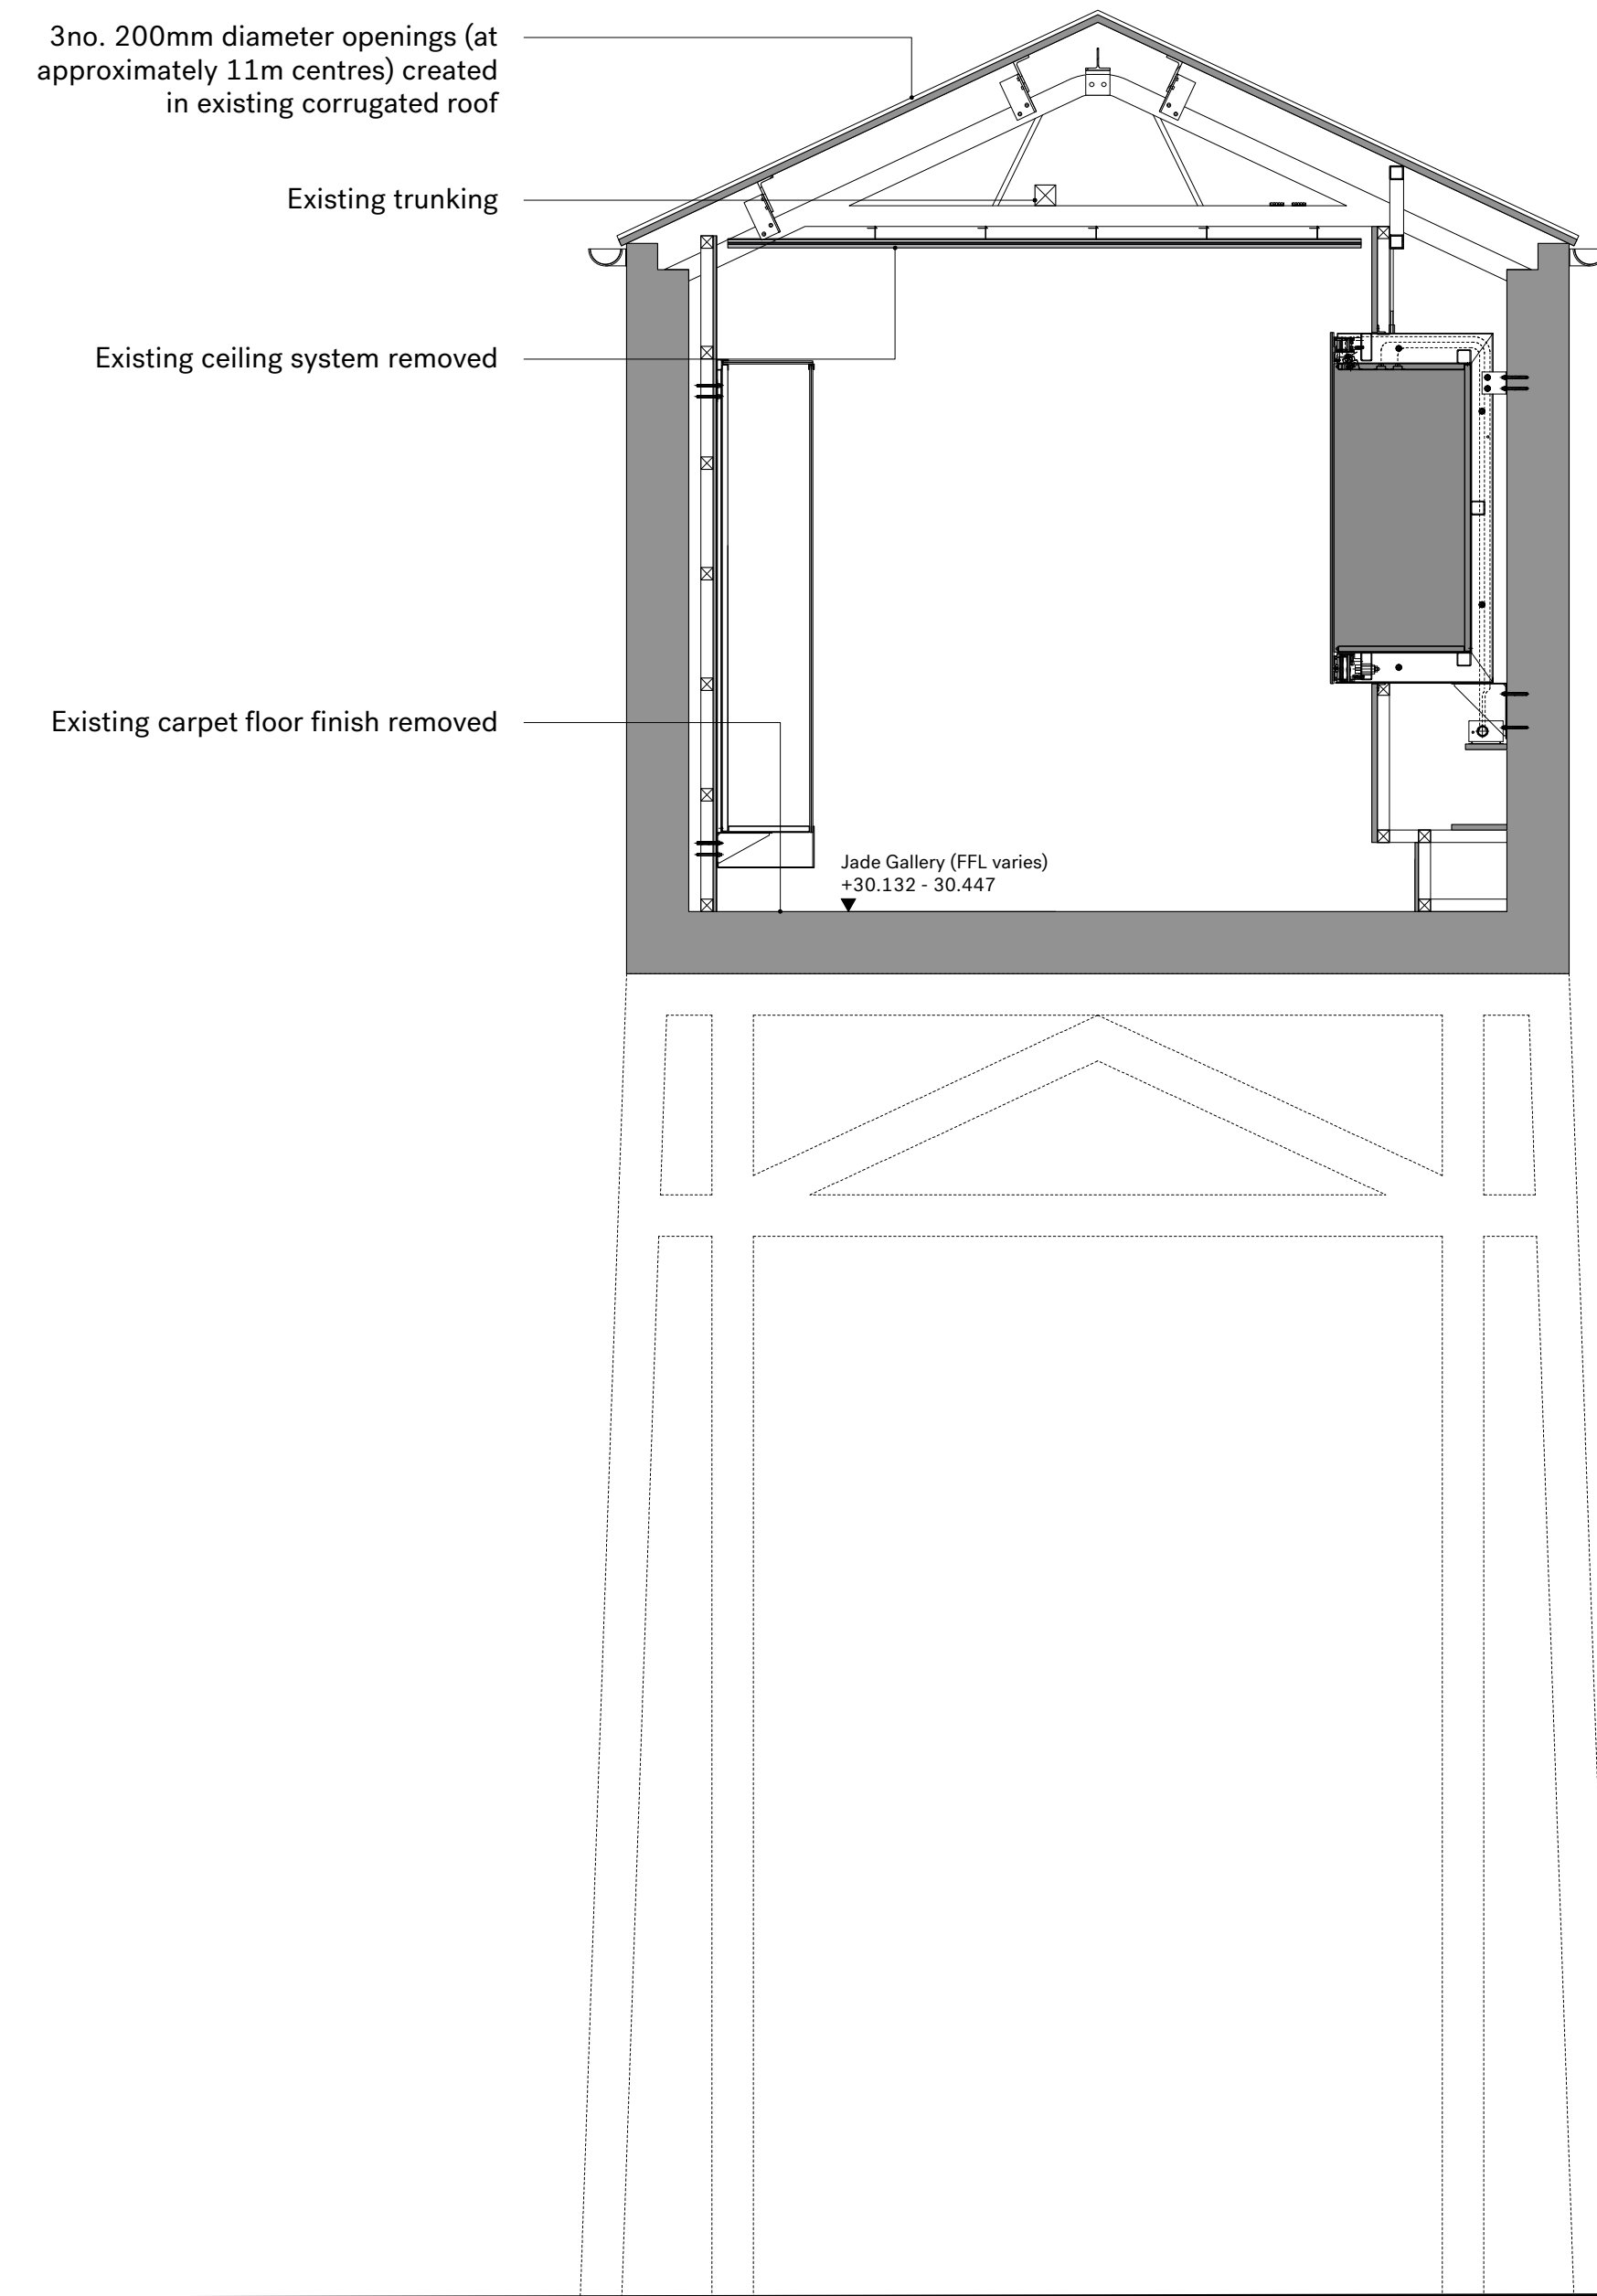 3no. 200mm diameter openings (at
approximately 11m centres) created
in existing corrugated roof
Existing trunking
Existing ceiling system removed
Existing carpet floor finish removed
Jade Gallery (FFL varies)
+30.132 - 30.447